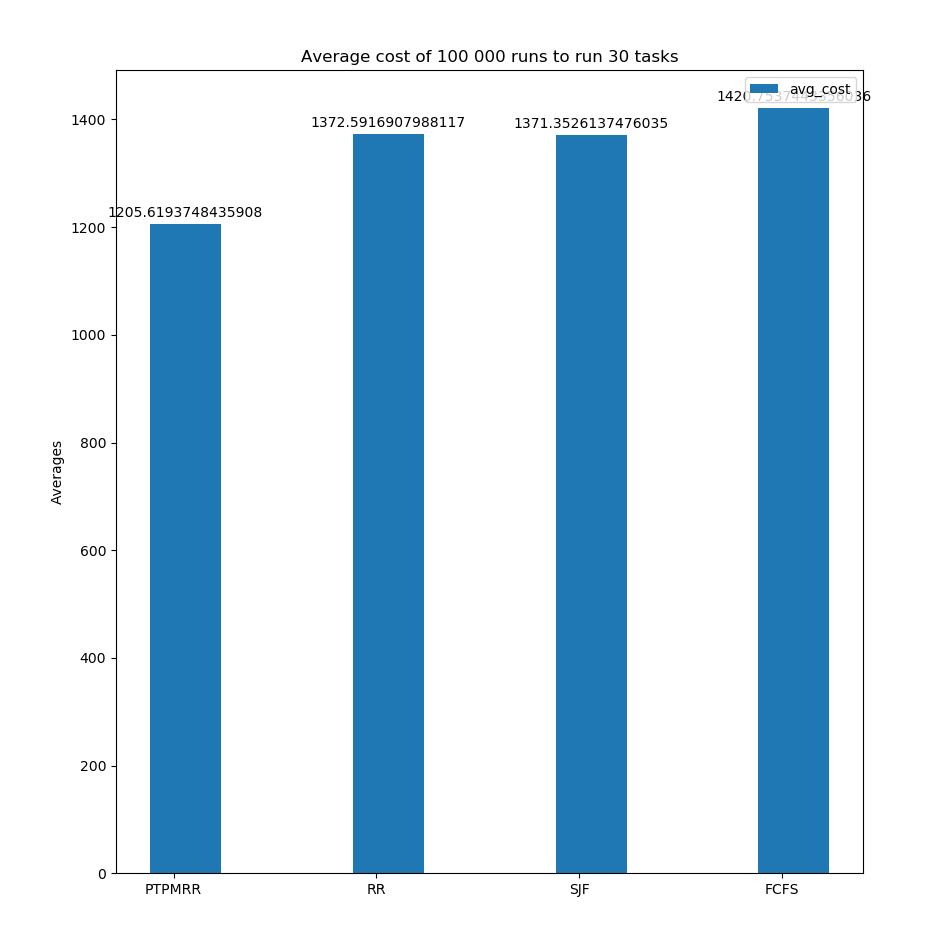 Average cost of 100 000 runs to run 30 tasks
avg_cost
1372.5916907988117
1371.3526137476035
1205.6193748435908
1400
1200
1000
800
600
400
200
0
Averages
PTPMRR
RR
SJF
FCFS